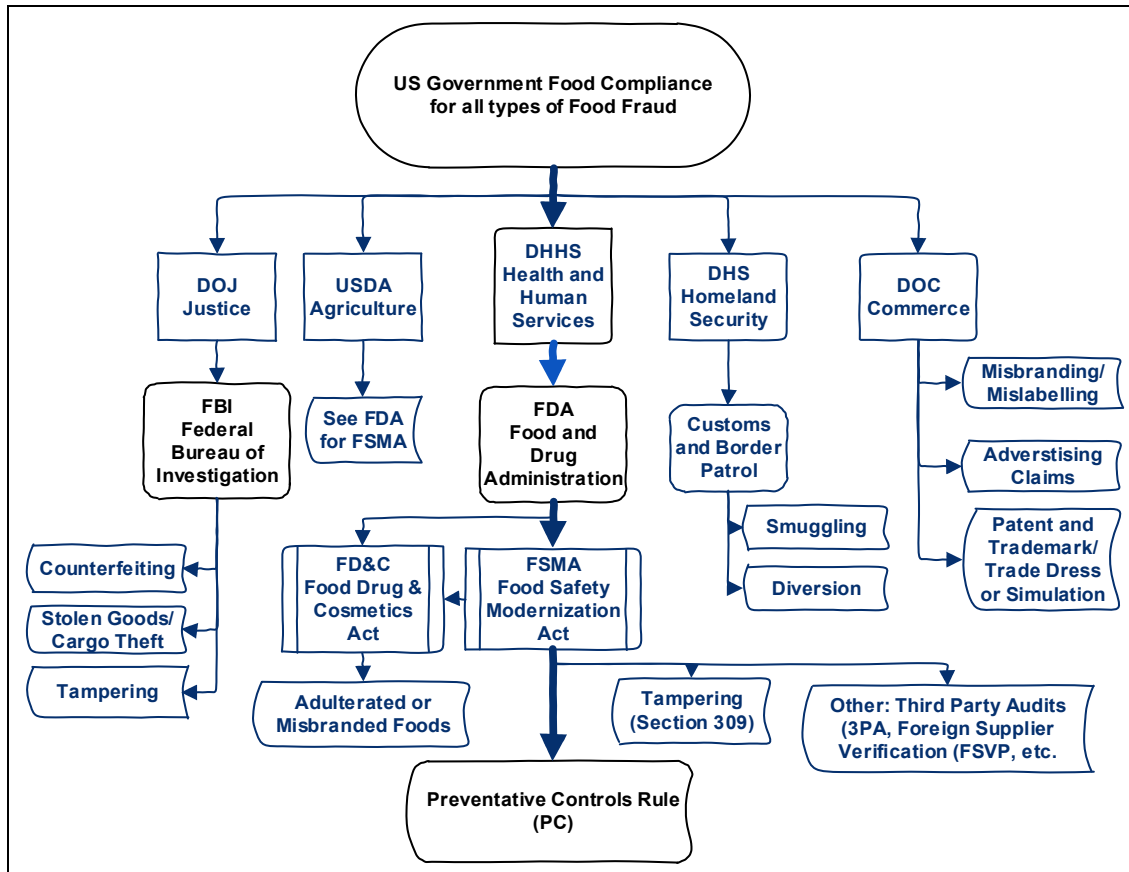 US Government Food Compliance
for all types of Food Fraud
DOJ
Justice
USDA
Agriculture
DHHS
Health and
Human
Services
DHS
Homeland
Security
DOC
Commerce
FBI
Federal
Bureau of
Investigation
See FDA
for FSMA
FDA
Food and
Drug
Administration
Customs
and Border
Patrol
Misbranding/
Mislabelling
Adverstising
Claims
Patent and
Trademark/
Trade Dress
or Simulation
Smuggling
Diversion
Counterfeiting
Stolen Goods/
Cargo Theft
Tampering
FD&C
Food Drug &
Cosmetics
Act
FSMA
Food Safety
Modernization
Act
Adulterated or
Misbranded Foods
Tampering
(Section 309)
Other: Third Party Audits
(3PA, Foreign Supplier
Verification (FSVP, etc.
Preventative Controls Rule
(PC)